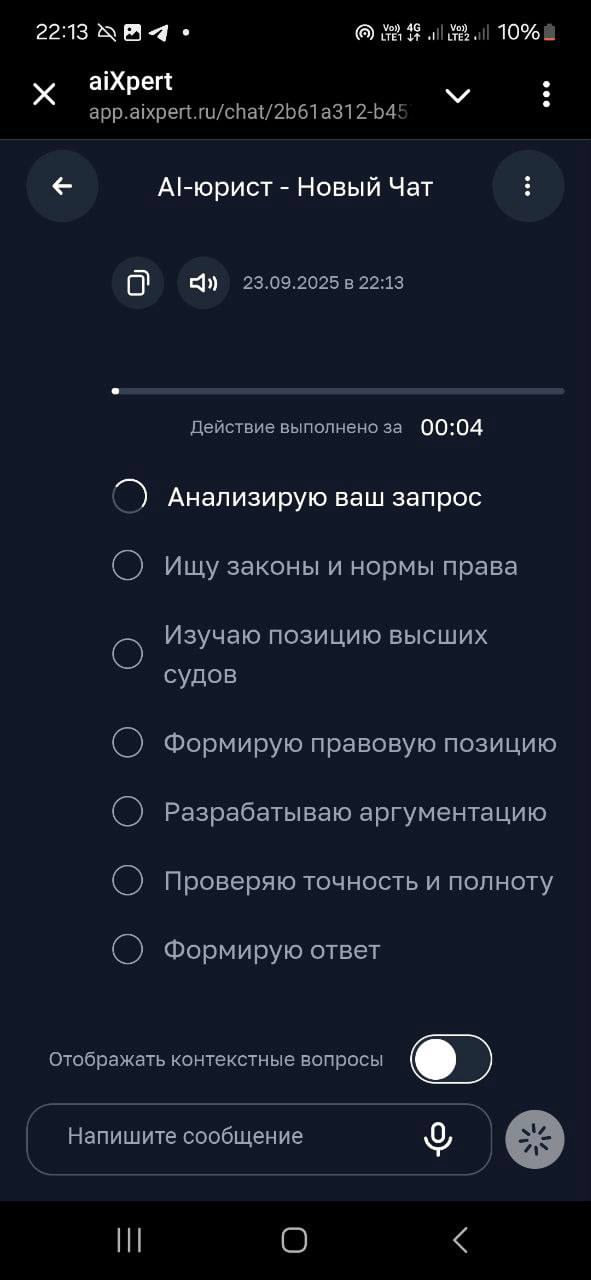 22:13
Vo)) 4G Vo))
LTE1 LTE2 10%
aiXpert
app.aixpert.ru/chat/2b61a312-b45
AI-юрист - Новый Чат
23.09.2025 в 22:13
Действие выполнено за 00:04
Анализирую ваш запрос
Ищу законы и нормы права
Изучаю позицию высших
судов
Формирую правовую позицию
Разрабатываю аргументацию
Проверяю точность и полноту
Формирую ответ
Отображать контекстные вопросы
Напишите сообщение